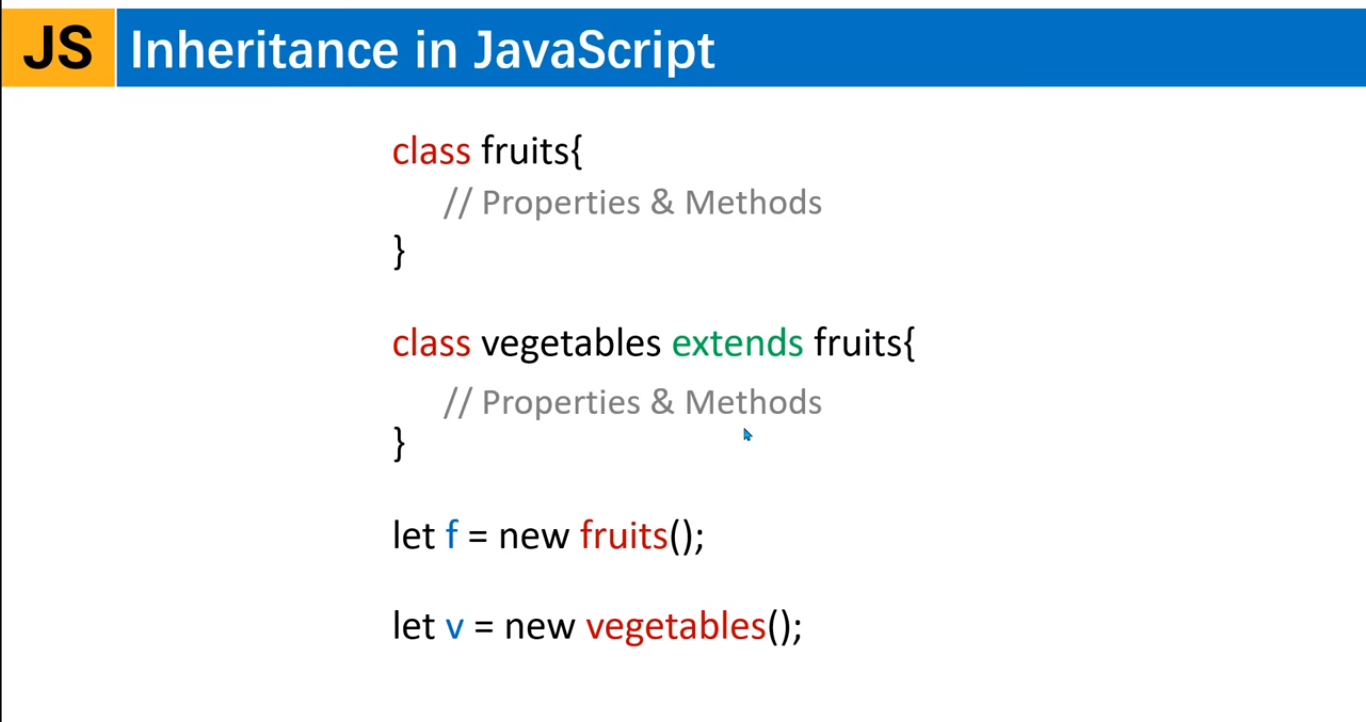 JS Inheritance in JavaScript
class fruits{
// Properties & Methods
}
class vegetables extends fruits{
// Properties & Methods
}
let f = new fruits();
let v = new vegetables();